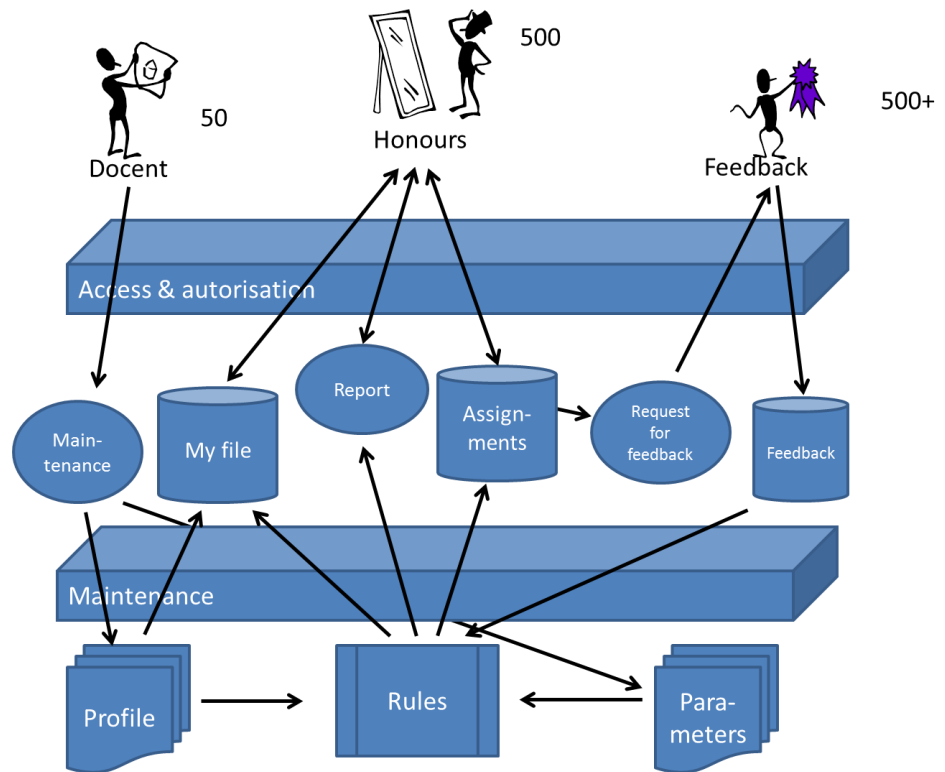 500
50
500+
Honours
Docent
Feedback
Access & autorisation
Report
Assign-
ments
Request
for
feedback
Main-
tenance
My file
Feedback
Maintenance
Profile
Rules
Para-
meters